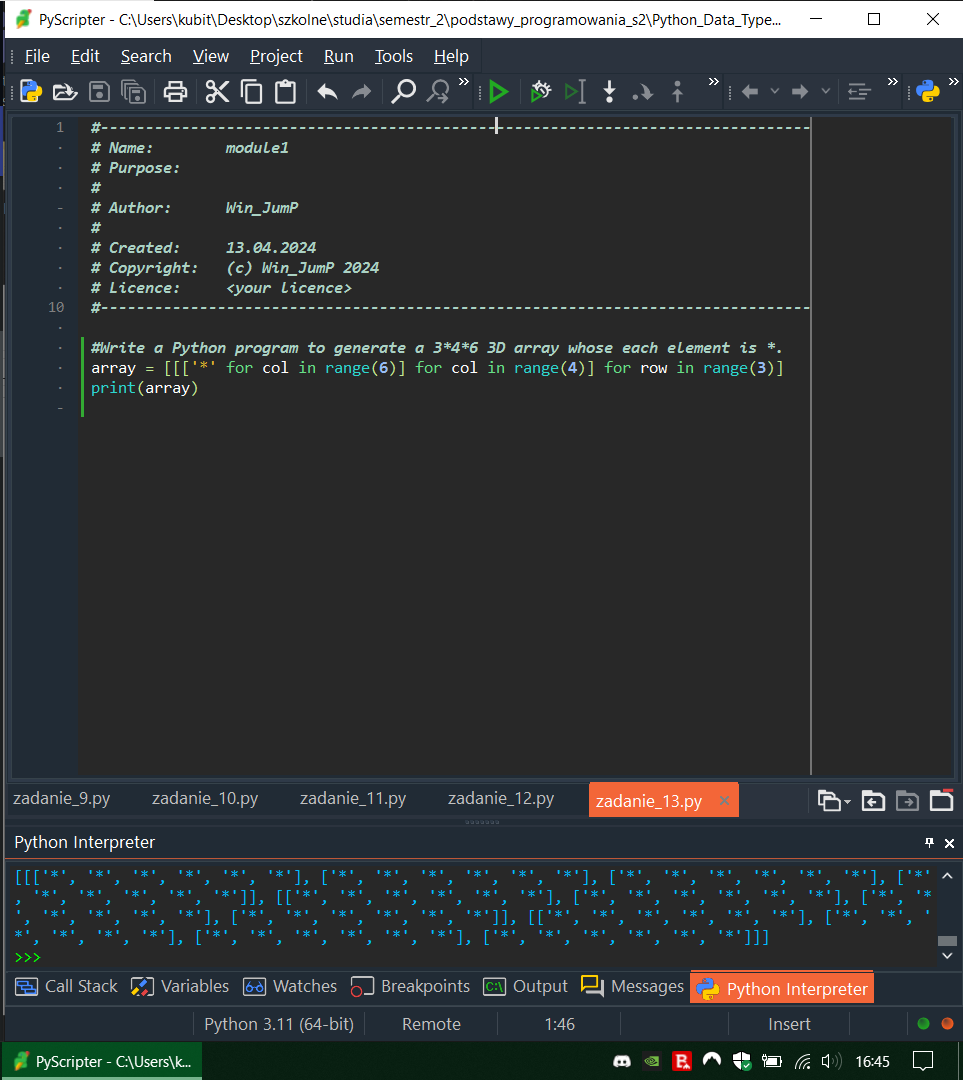 PyScripter - C:\Users\kubit\Desktop\szkolne\studia\semestr_2\podstawy_programowania_s2\Python_Data_Type...
File Edit Search View Project Run Tools Help
1 #-------------------------------------------------------------------------------
# Name:        module1
# Purpose:
#
# Author:      Win_JumP
#
# Created:     13.04.2024
# Copyright:   (c) Win_JumP 2024
# Licence:     <your licence>
10 #-------------------------------------------------------------------------------
#Write a Python program to generate a 3*4*6 3D array whose each element is *.
array = [[['*' for col in range(6)] for col in range(4)] for row in range(3)]
print(array)
zadanie_9.py zadanie_10.py zadanie_11.py zadanie_12.py zadanie_13.py
Python Interpreter
[[['*', '*', '*', '*', '*', '*'], ['*', '*', '*', '*', '*', '*'], ['*', '*', '*', '*', '*', '*'], ['*'
, '*', '*', '*', '*', '*']], [['*', '*', '*', '*', '*', '*'], ['*', '*', '*', '*', '*', '*'], ['*', '*
', '*', '*', '*', '*'], ['*', '*', '*', '*', '*', '*']], [['*', '*', '*', '*', '*', '*'], ['*', '*', '
*', '*', '*', '*'], ['*', '*', '*', '*', '*', '*'], ['*', '*', '*', '*', '*', '*']]]
>>>
Call Stack Variables Watches Breakpoints C:\ Output Messages Python Interpreter
Python 3.11 (64-bit) Remote 1:46 Insert
PyScripter - C:\Users\k... 16:45